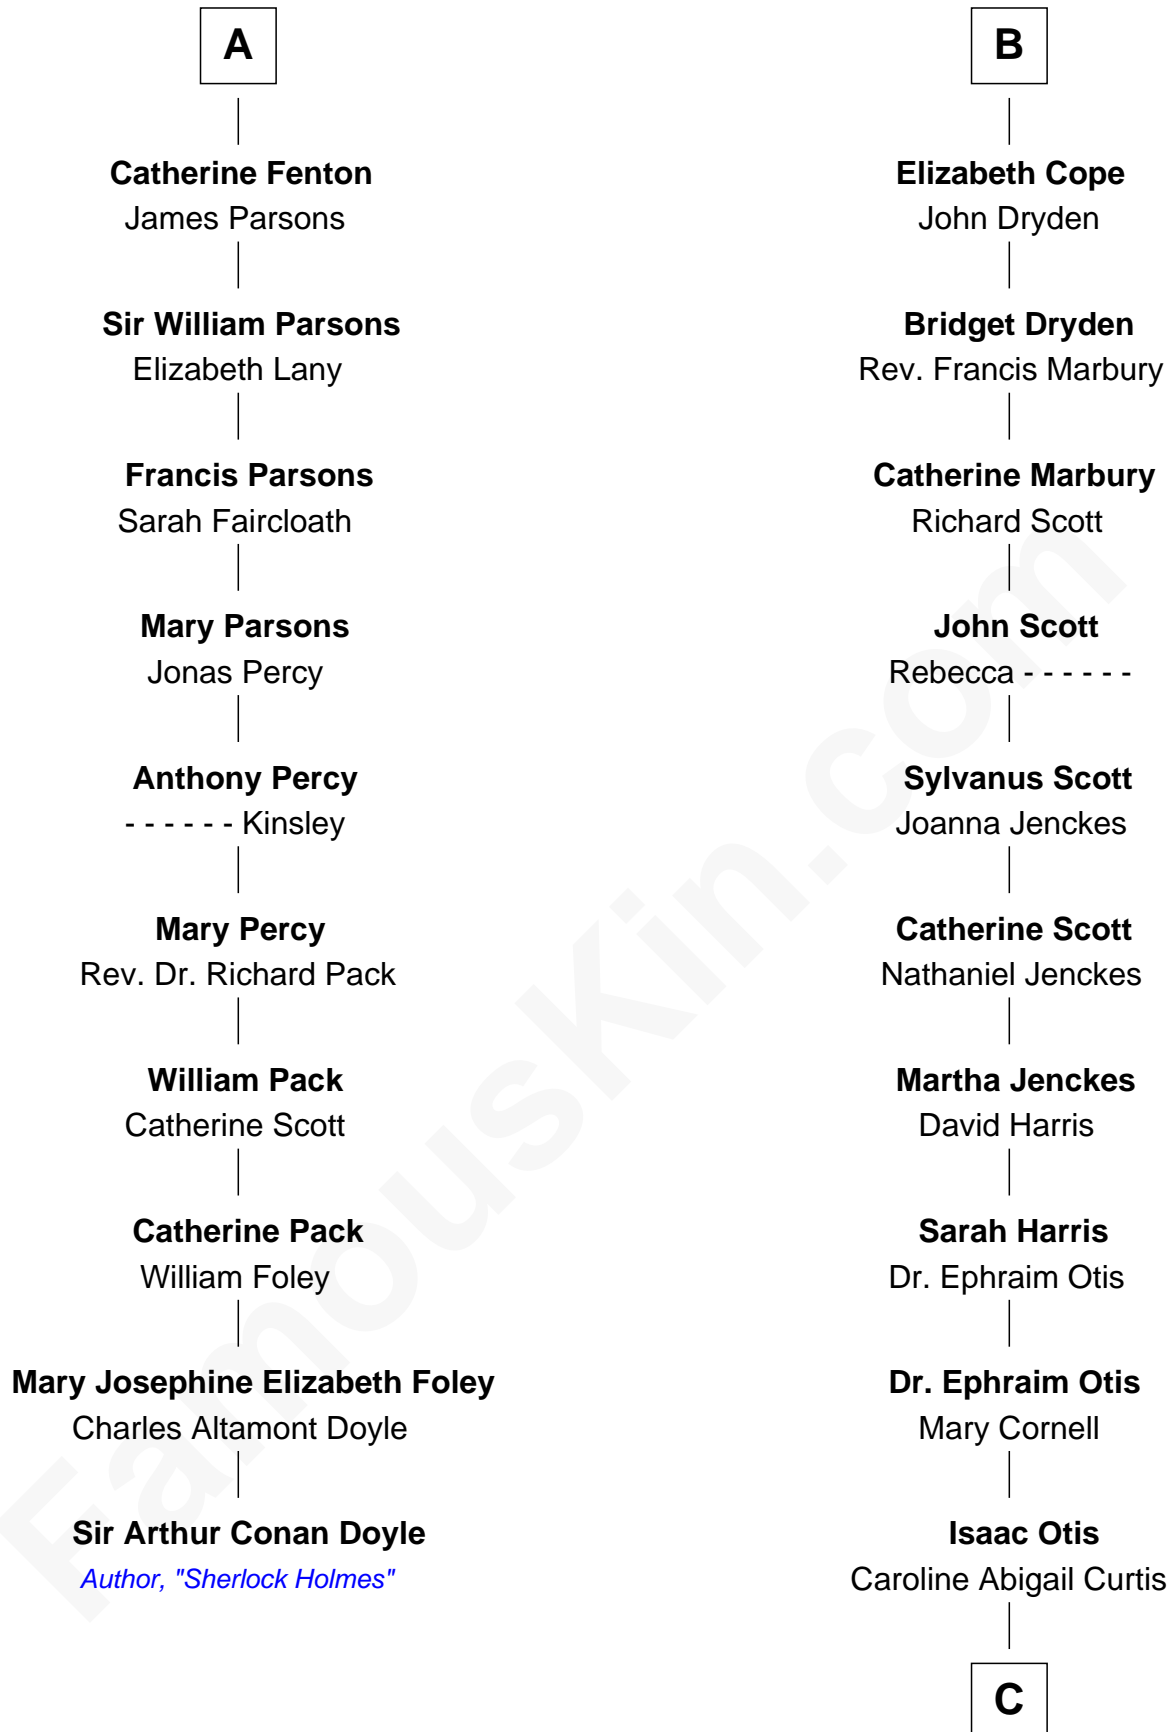 A
Catherine Fenton
James Parsons
Sir William Parsons
Elizabeth Lany
Francis Parsons
Sarah Faircloath
Mary Parsons
Jonas Percy
Anthony Percy
- - - - - - Kinsley
Mary Percy
Rev. Dr. Richard Pack
William Pack
Catherine Scott
Catherine Pack
William Foley
Mary Josephine Elizabeth Foley
Charles Altamont Doyle
Sir Arthur Conan Doyle
Author, "Sherlock Holmes"
B
Elizabeth Cope
John Dryden
Bridget Dryden
Rev. Francis Marbury
Catherine Marbury
Richard Scott
John Scott
Rebecca - - - - - -
Sylvanus Scott
Joanna Jenckes
Catherine Scott
Nathaniel Jenckes
Martha Jenckes
David Harris
Sarah Harris
Dr. Ephraim Otis
Dr. Ephraim Otis
Mary Cornell
Isaac Otis
Caroline Abigail Curtis
C
FamousKin.com